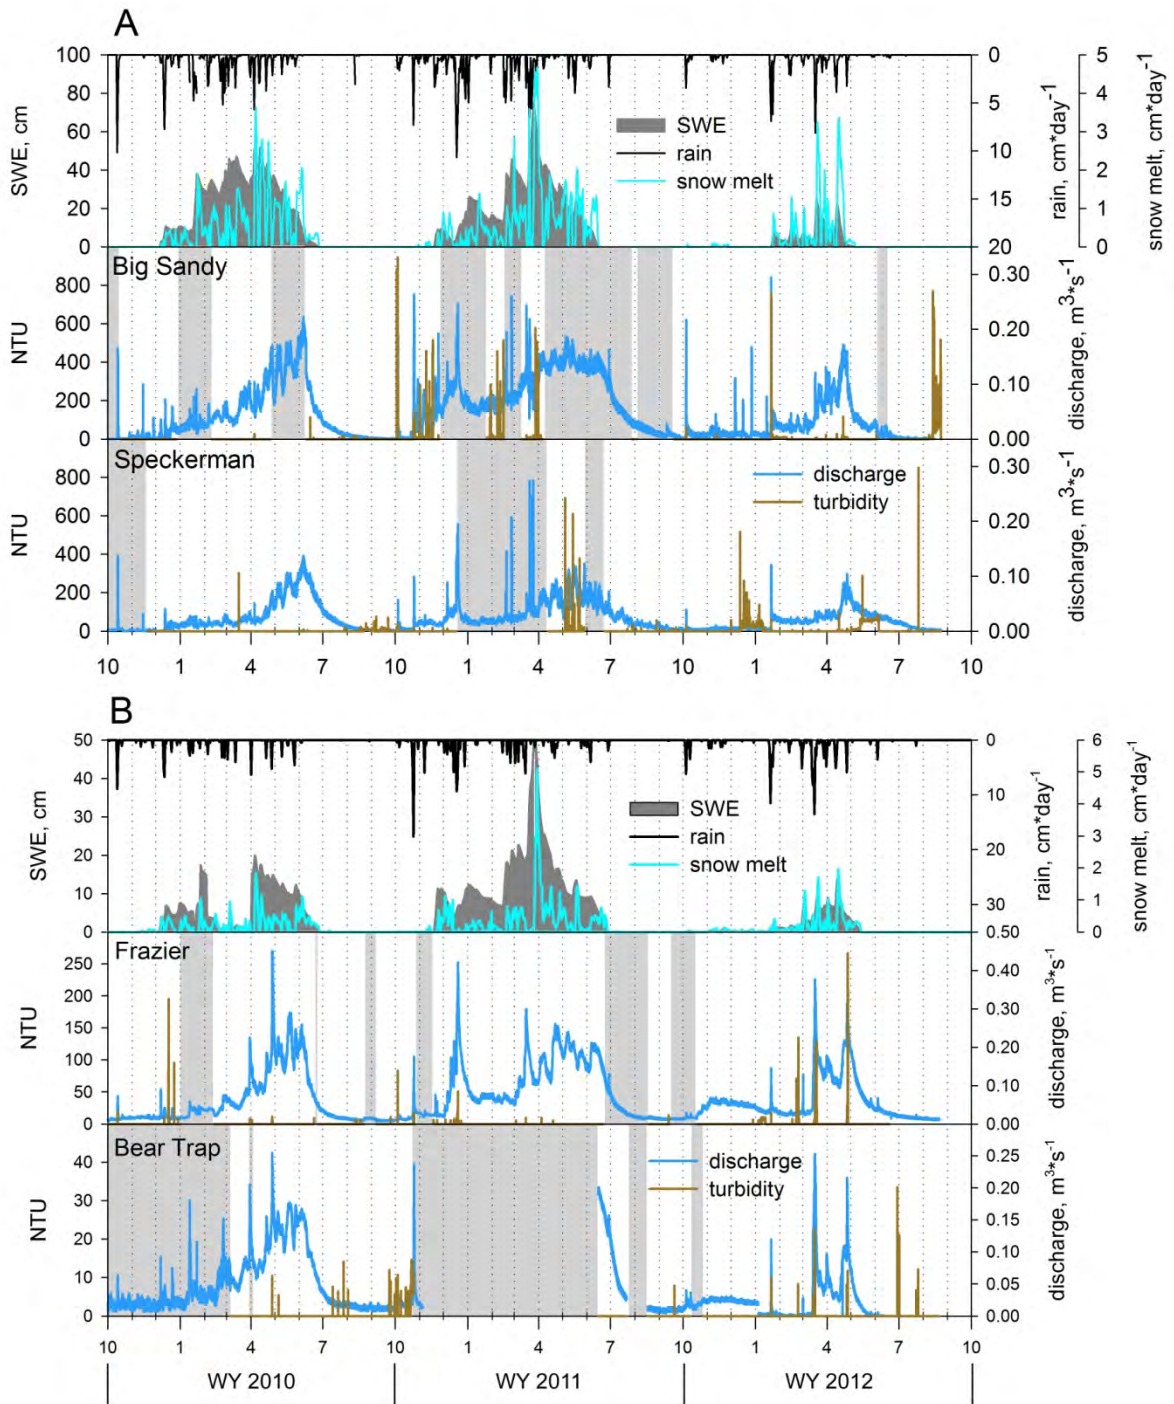 A
100
80
60
40
20
0
SWE, cm
0
5
10
15
20
rain, cm*day-1
5
4
3
2
1
0
snow melt, cm*day-1
SWE
rain
snow melt
Big Sandy
800
600
400
200
0
NTU
0.30
0.20
0.10
0.00
discharge, m3*s-1
Speckerman
800
600
400
200
0
NTU
discharge
turbidity
0.30
0.20
0.10
0.00
discharge, m3*s-1
10 1 4 7 10 1 4 7 10 1 4 7 10
B
50
40
30
20
10
0
SWE, cm
0
10
20
30
rain, cm*day-1
6
5
4
3
2
1
0
snow melt, cm*day-1
SWE
rain
snow melt
Frazier
250
200
150
100
50
0
NTU
0.50
0.40
0.30
0.20
0.10
0.00
discharge, m3*s-1
Bear Trap
40
30
20
10
0
NTU
discharge
turbidity
0.25
0.20
0.15
0.10
0.05
0.00
discharge, m3*s-1
10 1 4 7 10 1 4 7 10 1 4 7 10
WY 2010 WY 2011 WY 2012